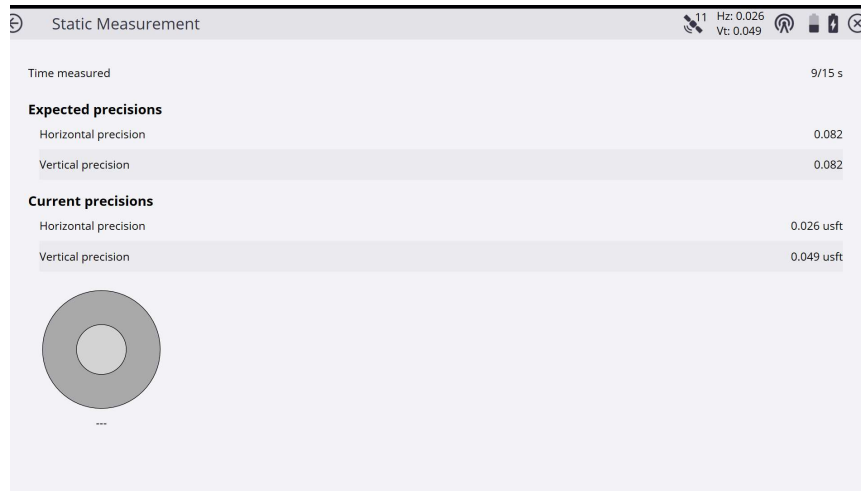 Static Measurement
11
Hz: 0.026
Vt: 0.049
Time measured 9/15 s
Expected precisions
Horizontal precision 0.082
Vertical precision 0.082
Current precisions
Horizontal precision 0.026 usft
Vertical precision 0.049 usft
---